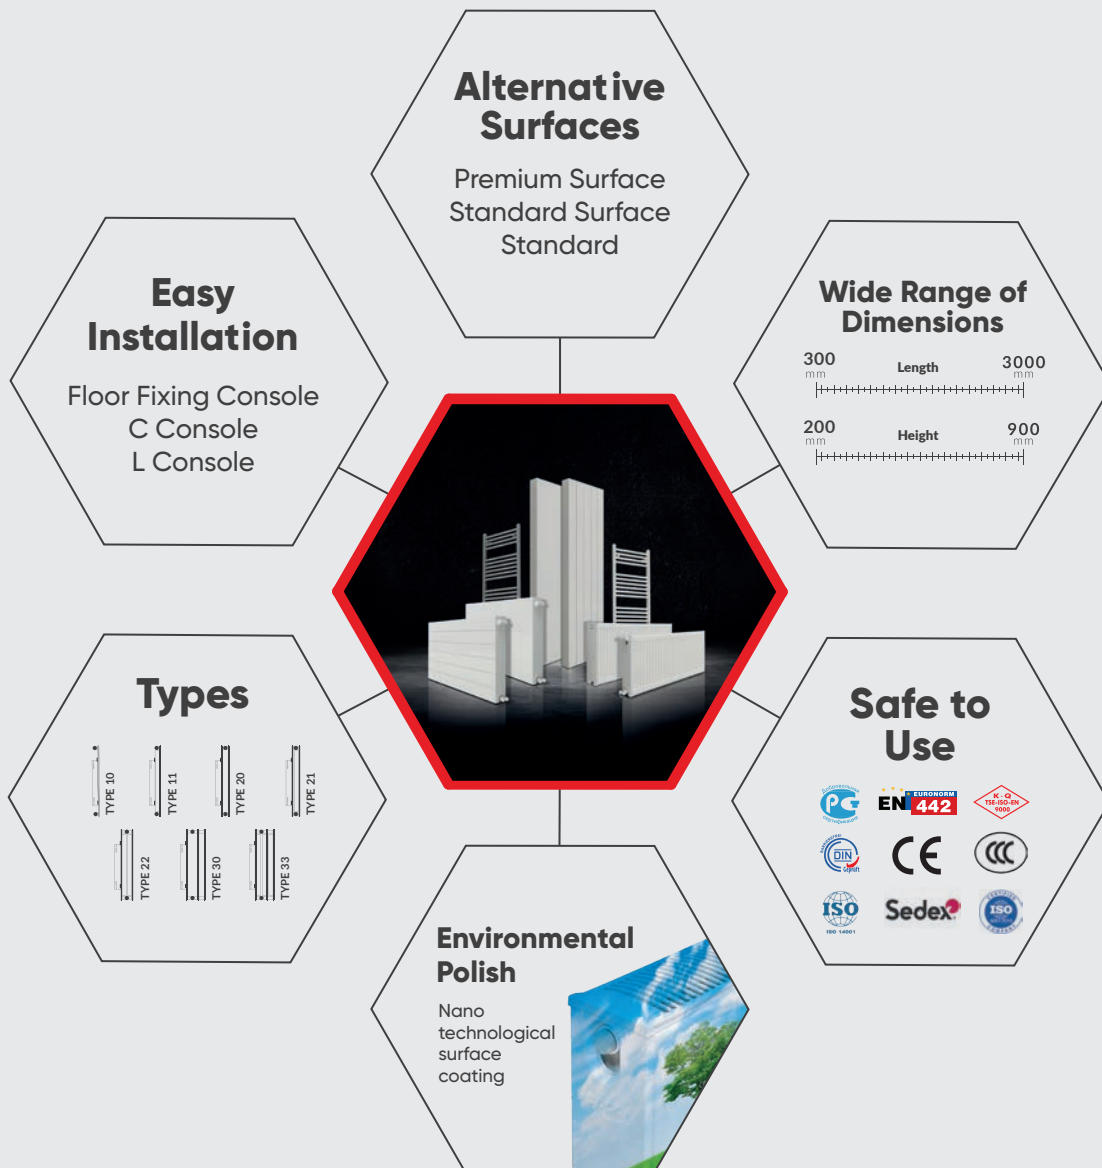 Alternative
Surfaces
Premium Surface
Standard Surface
Standard
Easy
Installation
Floor Fixing Console
C Console
L Console
Wide Range of
Dimensions
300
mm
Length
3000
mm
200
mm
Height
900
mm
Types
TYPE 10
TYPE 11
TYPE 20
TYPE 21
TYPE 22
TYPE 30
TYPE 33
Safe to
Use
EN EURONORM
442
K - Q
TSE-ISO-EN
9000
DIN
Geprüft
CE
CCC
ISO
ISO 14001
Sedex
ISO
Environmental
Polish
Nano
technological
surface
coating